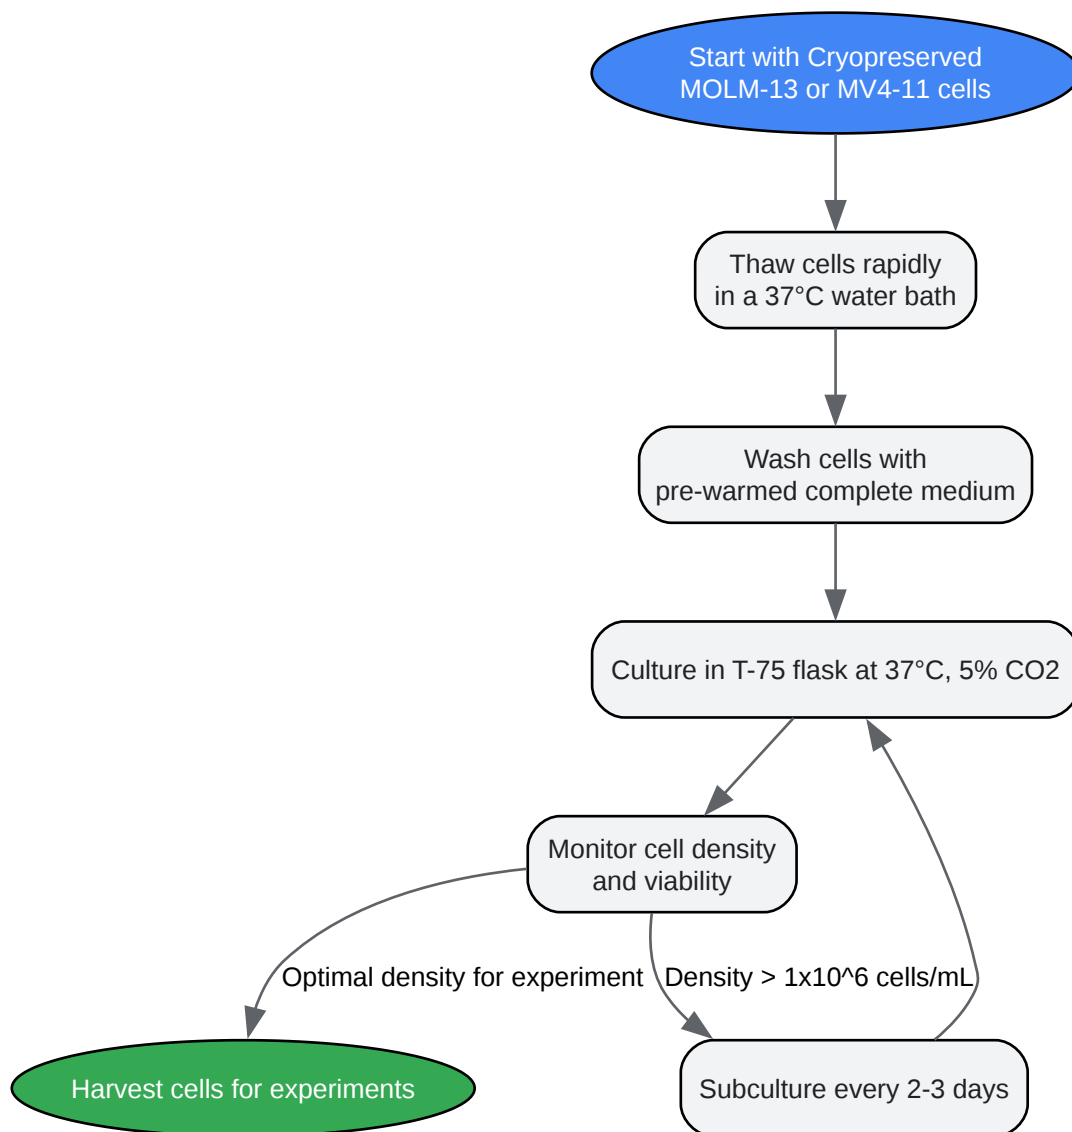 Start with Cryopreserved
MOLM-13 or MV4-11 cells
Thaw cells rapidly
in a 37°C water bath
Wash cells with
pre-warmed complete medium
Culture in T-75 flask at 37°C, 5% CO2
Monitor cell density
and viability
Optimal density for experiment
Density > 1x10^6 cells/mL
Harvest cells for experiments
Subculture every 2-3 days